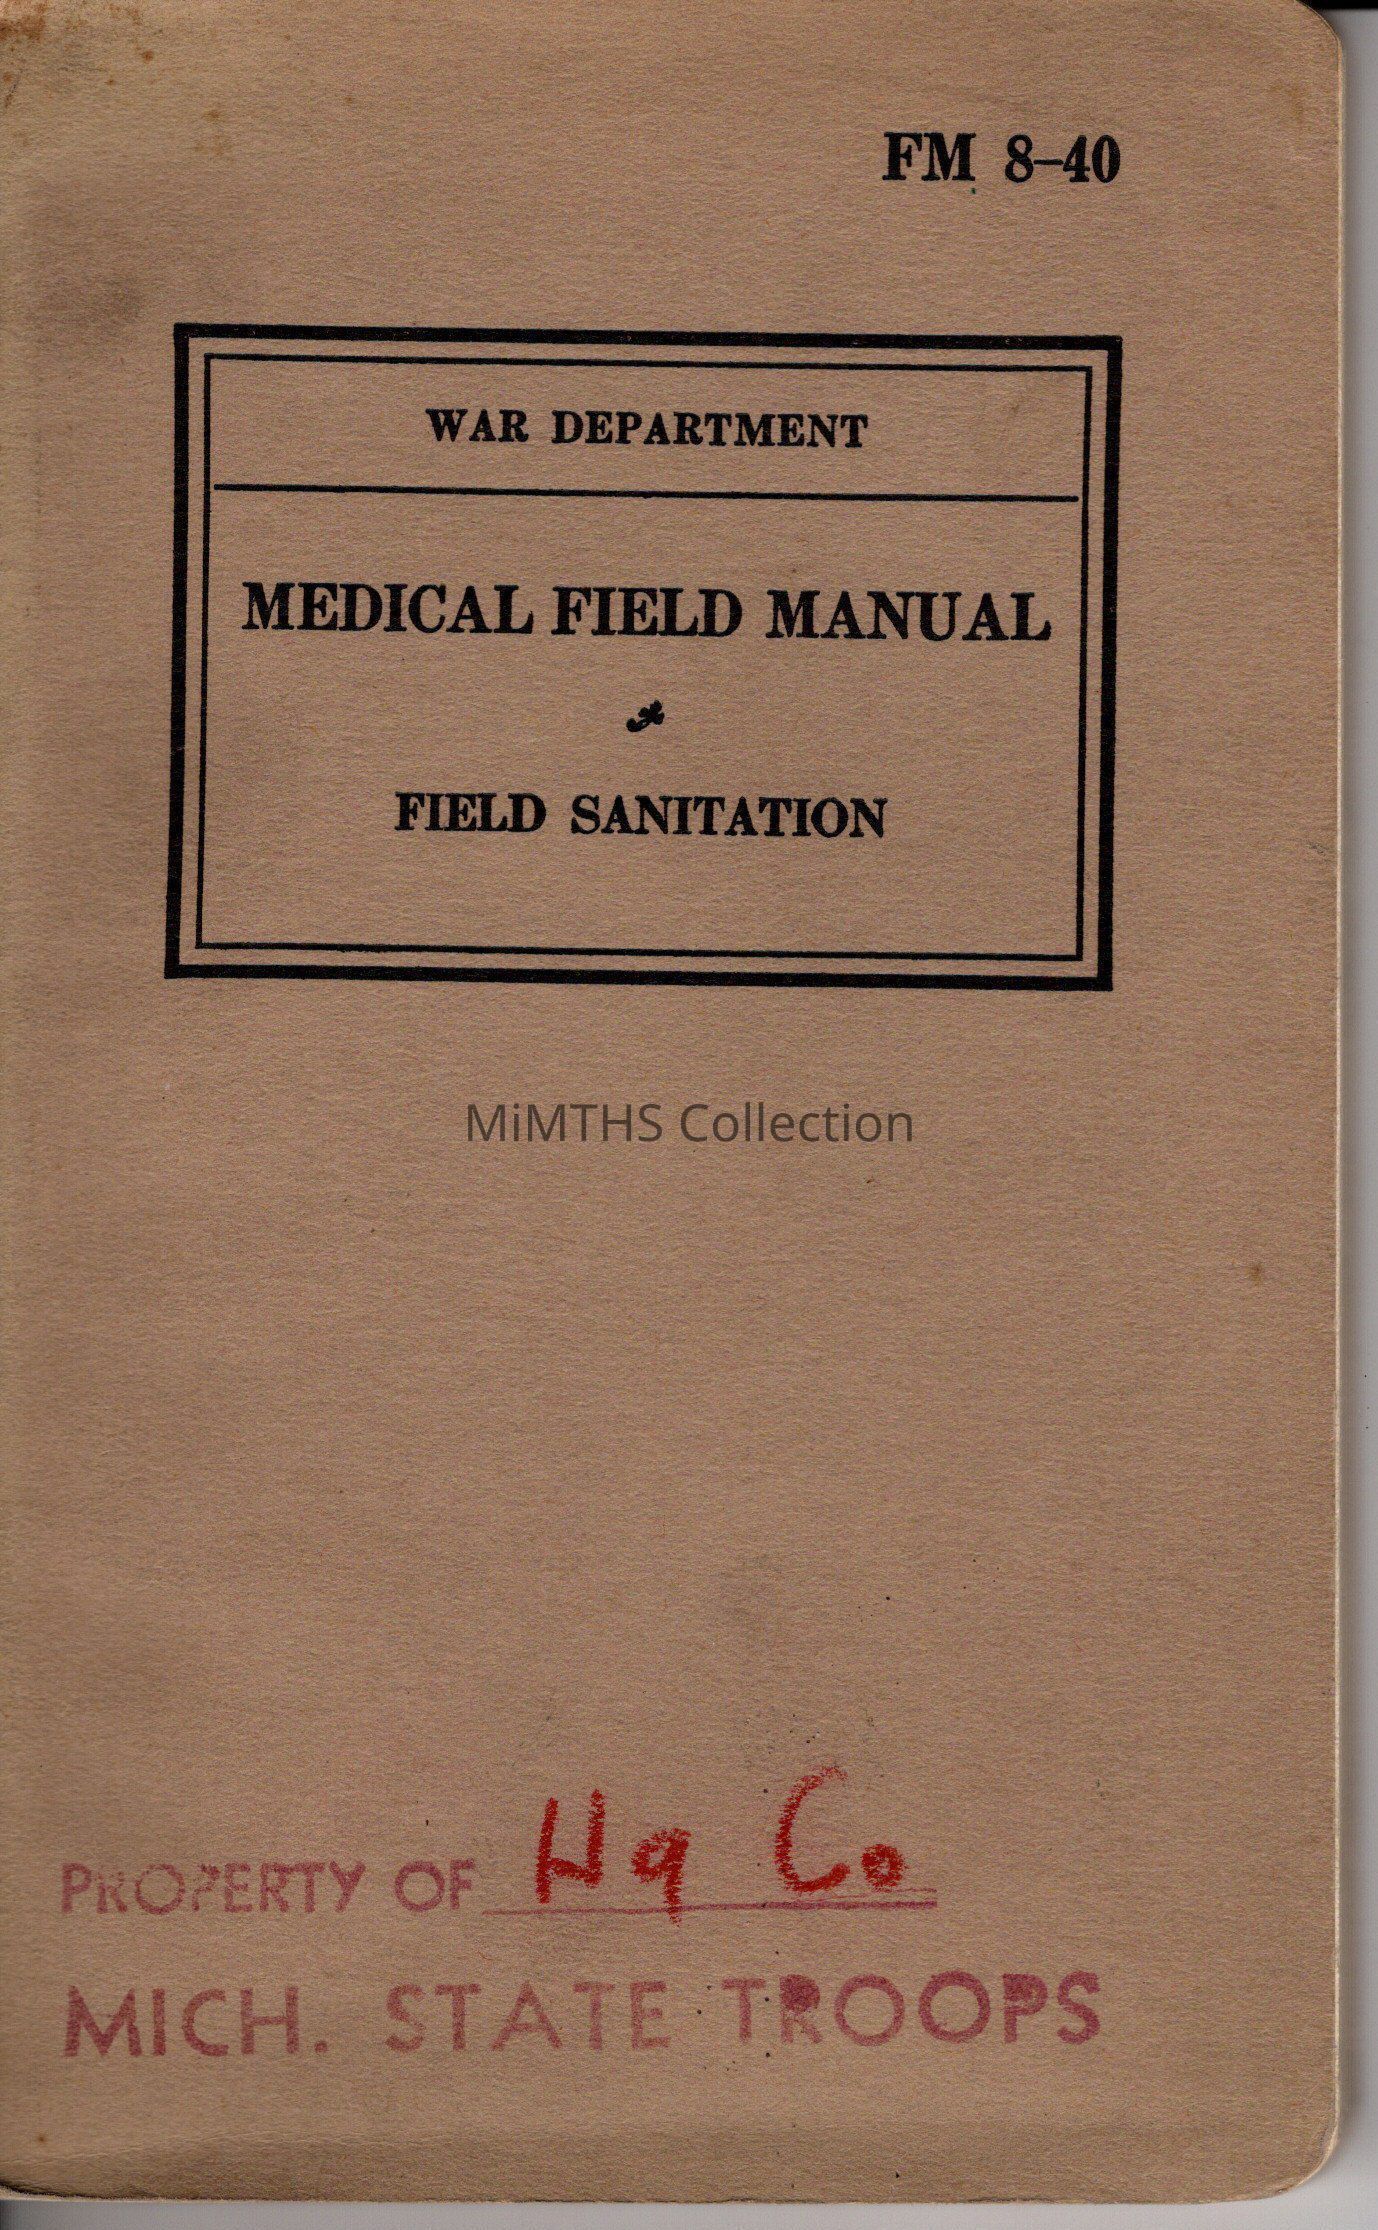 FM 8–40
WAR DEPARTMENT
MEDICAL FIELD MANUAL
FIELD SANITATION
MiMTHS Collection
PROPERTY OF Hq Co
MICH. STATE TROOPS